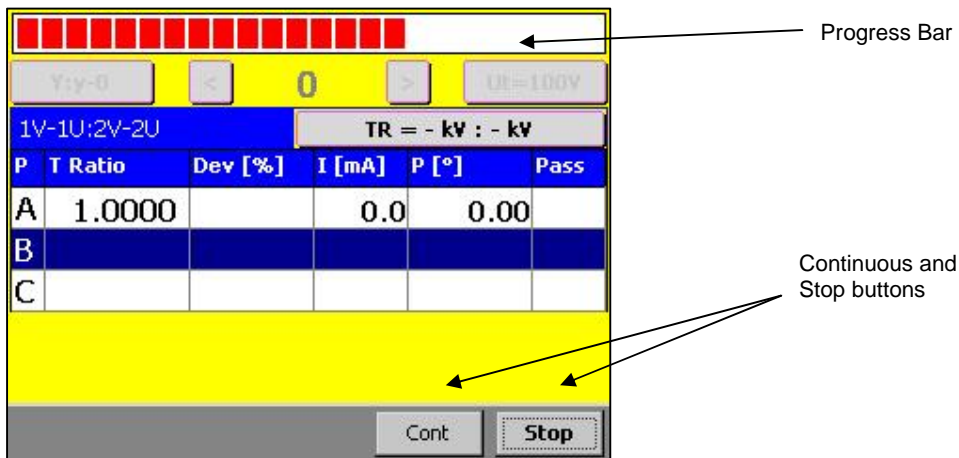 Progress Bar
Y:y-0 < 0 > Ut=100V
1V-1U:2V-2U TR = - kV : - kV
P T Ratio Dev [%] I [mA] P [°] Pass
A 1.0000 0.0 0.00
B
C
Continuous and
Stop buttons
Cont Stop